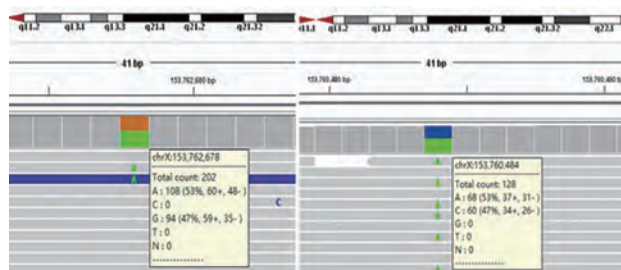 q11.2 q13.1 q13.3 q21.1 q21.2 q21.32
41 bp
153,762,680 bp
chrX:153,762,678
Total count: 202
A : 108 (53%, 60+, 48- )
C : 0
G : 94 (47%, 59+, 35- )
T : 0
N : 0
---------------
C
q11.1 q11.2 q13.1 q13.3 q21.1 q21.2 q21.32 q22.1
41 bp
153,760,480 bp 153,760,490 bp
chrX:153,760,484
Total count: 128
A : 68 (53%, 37+, 31- )
C : 60 (47%, 34+, 26- )
G : 0
T : 0
N : 0
---------------